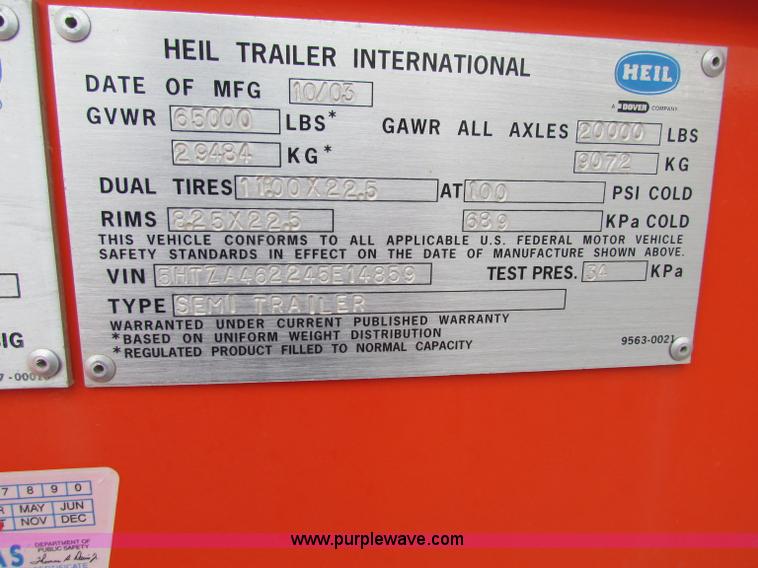 HEIL TRAILER INTERNATIONAL
HEIL
A DOVER COMPANY
DATE OF MFG 10/03
GVWR 65000 LBS* GAWR ALL AXLES 20000 LBS
29484 KG* 9072 KG
DUAL TIRES 11:00X22.5 AT 100 PSI COLD
RIMS 8.25X22.5 689 KPa COLD
THIS VEHICLE CONFORMS TO ALL APPLICABLE U.S. FEDERAL MOTOR VEHICLE
SAFETY STANDARDS IN EFFECT ON THE DATE OF MANUFACTURE SHOWN ABOVE.
VIN 5HTZA462245E14859 TEST PRES. 34 KPa
TYPE SEMI TRAILER
WARRANTED UNDER CURRENT PUBLISHED WARRANTY
*BASED ON UNIFORM WEIGHT DISTRIBUTION
*REGULATED PRODUCT FILLED TO NORMAL CAPACITY
9563-0021
IG
7 8 9 0
MAY JUN
NOV DEC
AS DEPARTMENT OF
PUBLIC SAFETY
www.purplewave.com